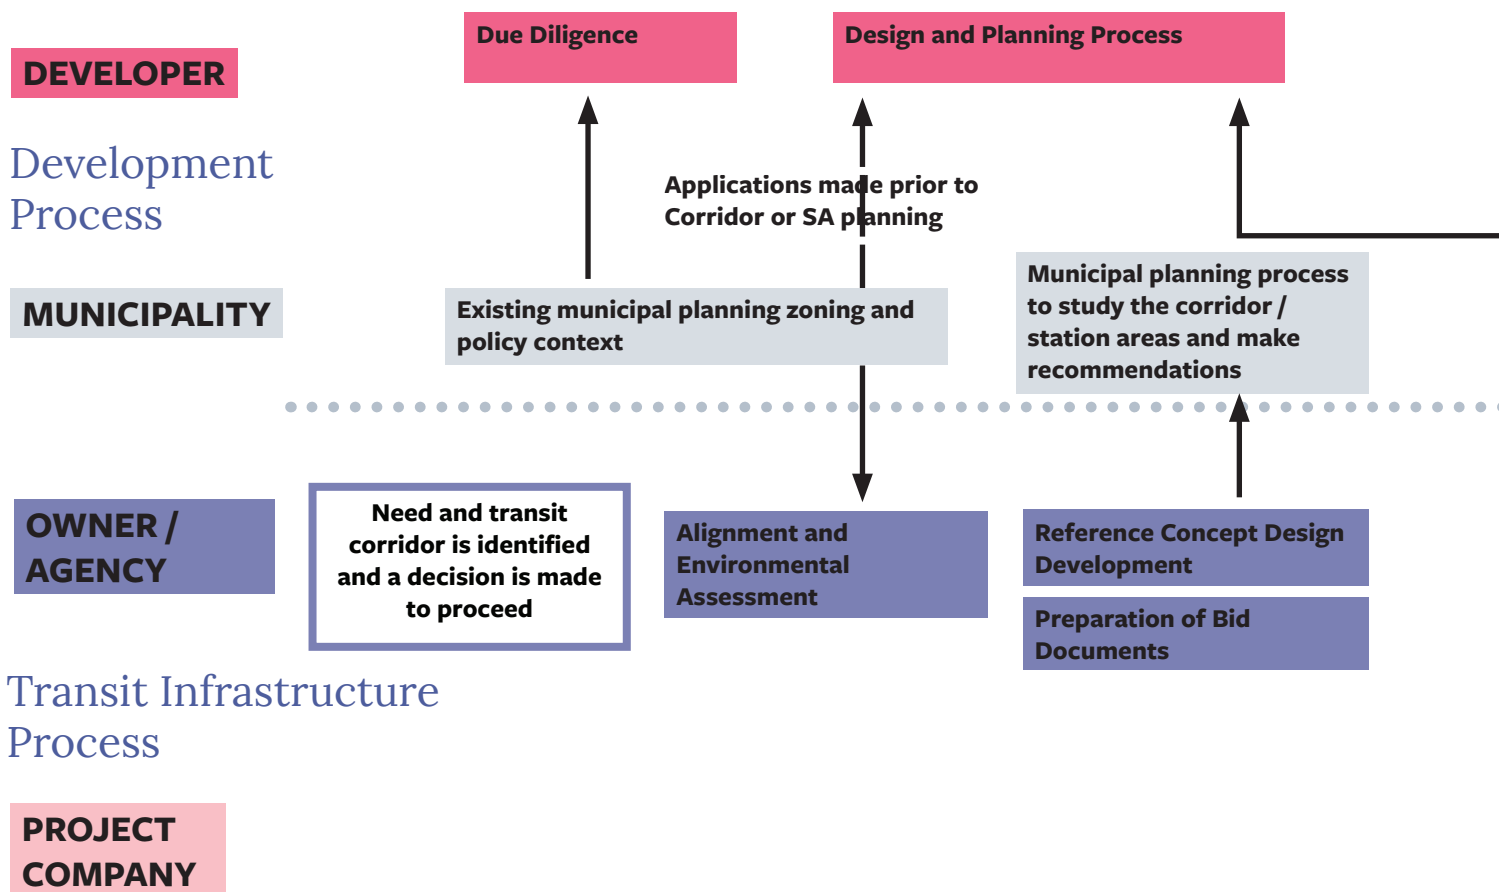 Due Diligence
Design and Planning Process
DEVELOPER
Development
Process
Applications made prior to
Corridor or SA planning
MUNICIPALITY
Existing municipal planning zoning and
policy context
Municipal planning process
to study the corridor /
station areas and make
recommendations
OWNER /
AGENCY
Need and transit
corridor is identified
and a decision is made
to proceed
Alignment and
Environmental
Assessment
Reference Concept Design
Development
Preparation of Bid
Documents
Transit Infrastructure
Process
PROJECT
COMPANY